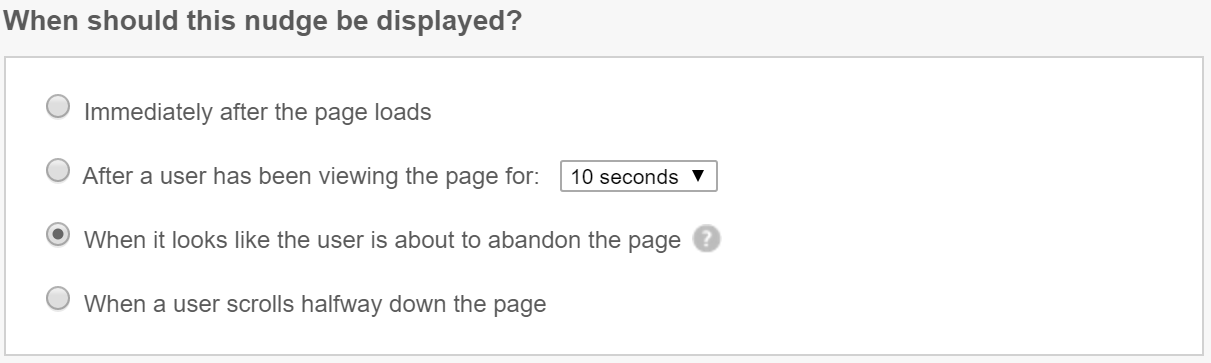 When should this nudge be displayed?
Immediately after the page loads
After a user has been viewing the page for: 10 seconds ▼
When it looks like the user is about to abandon the page ?
When a user scrolls halfway down the page